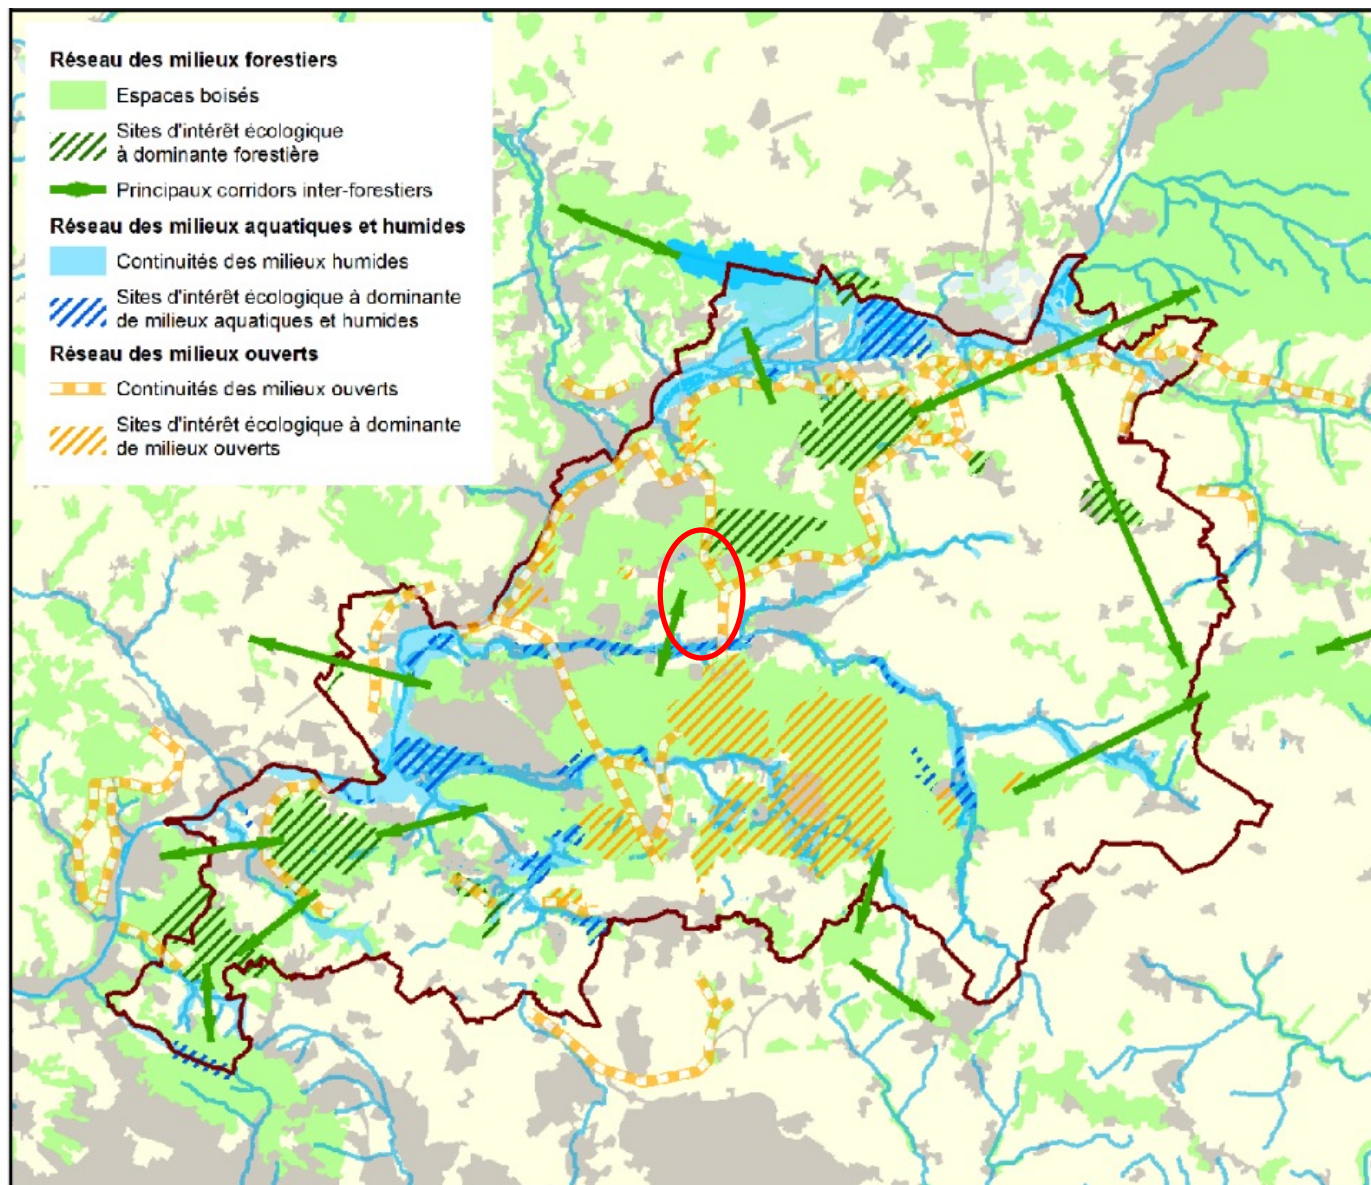 Réseau des milieux forestiers
Espaces boisés
Sites d'intérêt écologique
à dominante forestière
Principaux corridors inter-forestiers
Réseau des milieux aquatiques et humides
Continuités des milieux humides
Sites d'intérêt écologique à dominante
de milieux aquatiques et humides
Réseau des milieux ouverts
Continuités des milieux ouverts
Sites d'intérêt écologique à dominante
de milieux ouverts